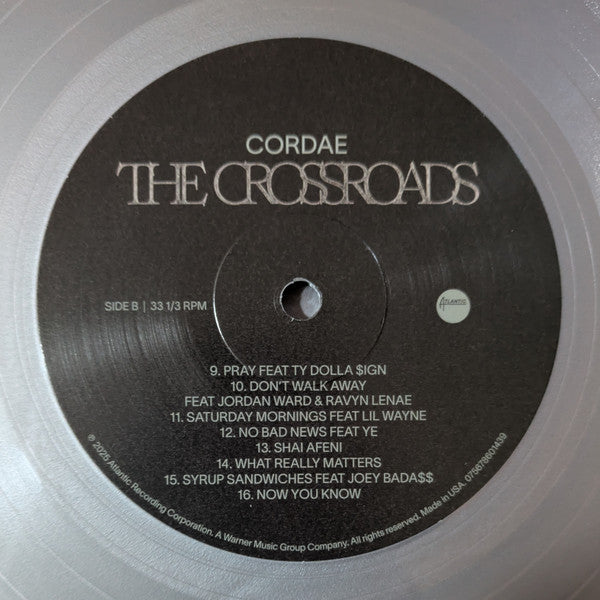 CORDAE
THE CROSSROADS
SIDE B | 33 1/3 RPM
ATLANTIC
9. PRAY FEAT TY DOLLA $IGN
10. DON'T WALK AWAY
FEAT JORDAN WARD & RAVYN LENAE
11. SATURDAY MORNINGS FEAT LIL WAYNE
12. NO BAD NEWS FEAT YE
13. SHAI AFENI
14. WHAT REALLY MATTERS
15. SYRUP SANDWICHES FEAT JOEY BADA$$
16. NOW YOU KNOW
℗ 2025 Atlantic Recording Corporation. A Warner Music Group Company. All rights reserved. Made in USA. 075678601439